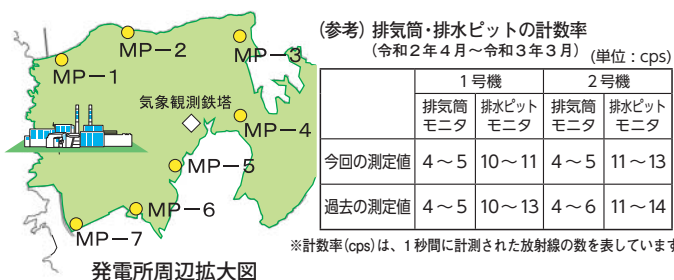 MP－1
MP－2
MP－3
気象観測鉄塔
MP－4
MP－5
MP－6
MP－7
発電所周辺拡大図
(参考) 排気筒・排水ピットの計数率
(令和2年4月～令和3年3月) (単位：cps)
1号機 2号機
排気筒モニタ 排水ピットモニタ 排気筒モニタ 排水ピットモニタ
今回の測定値 4～5 10～11 4～5 11～13
過去の測定値 4～5 10～13 4～6 11～14
※計数率(cps)は、1秒間に計測された放射線の数を表しています